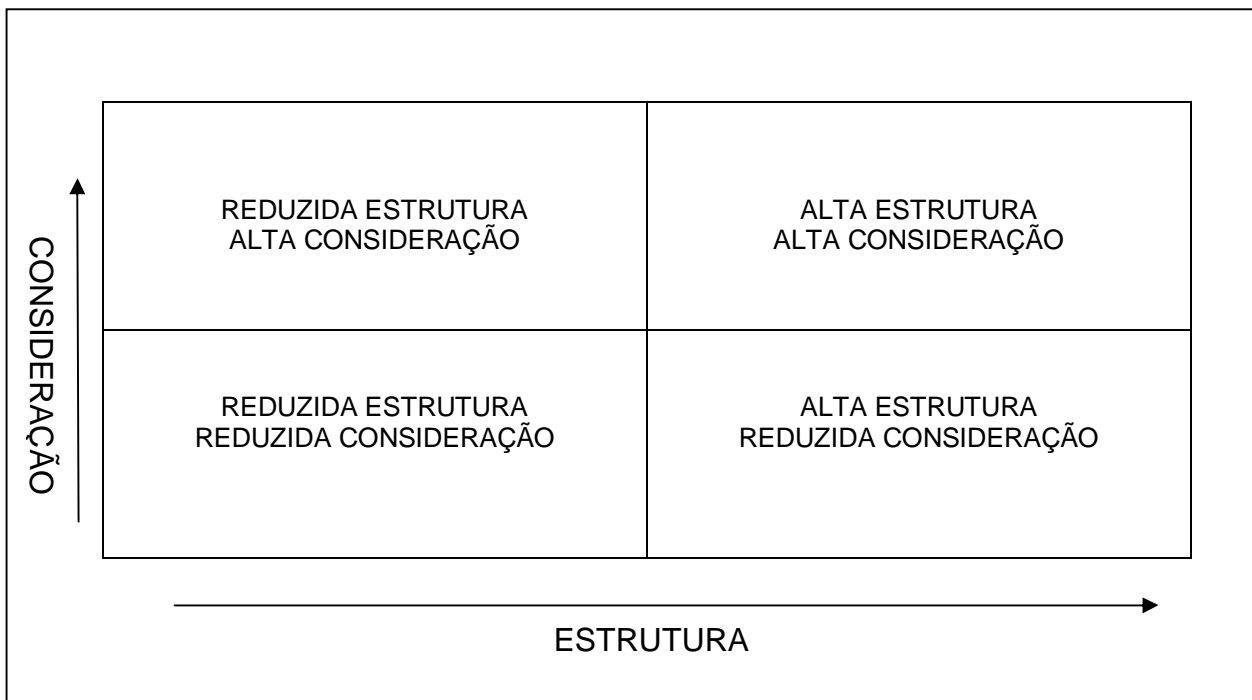 REDUZIDA ESTRUTURA
ALTA CONSIDERAÇÃO
ALTA ESTRUTURA
ALTA CONSIDERAÇÃO
CONSIDERAÇÃO
REDUZIDA ESTRUTURA
REDUZIDA CONSIDERAÇÃO
ALTA ESTRUTURA
REDUZIDA CONSIDERAÇÃO
ESTRUTURA